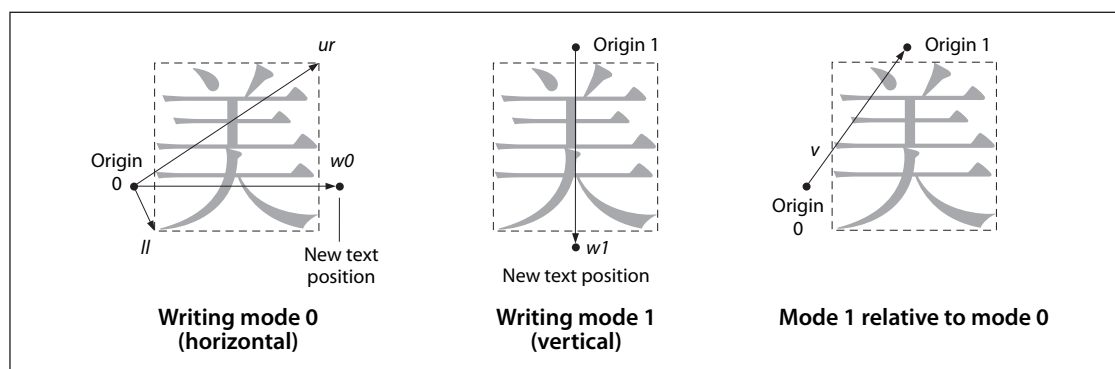 ur
Origin
0
w0
ll
New text
position
美
Writing mode 0
(horizontal)
Origin 1
美
w1
New text position
Writing mode 1
(vertical)
Origin 1
美
v
Origin
0
Mode 1 relative to mode 0